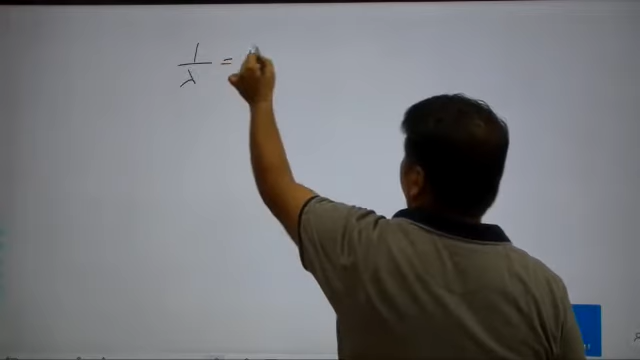 1/λ =